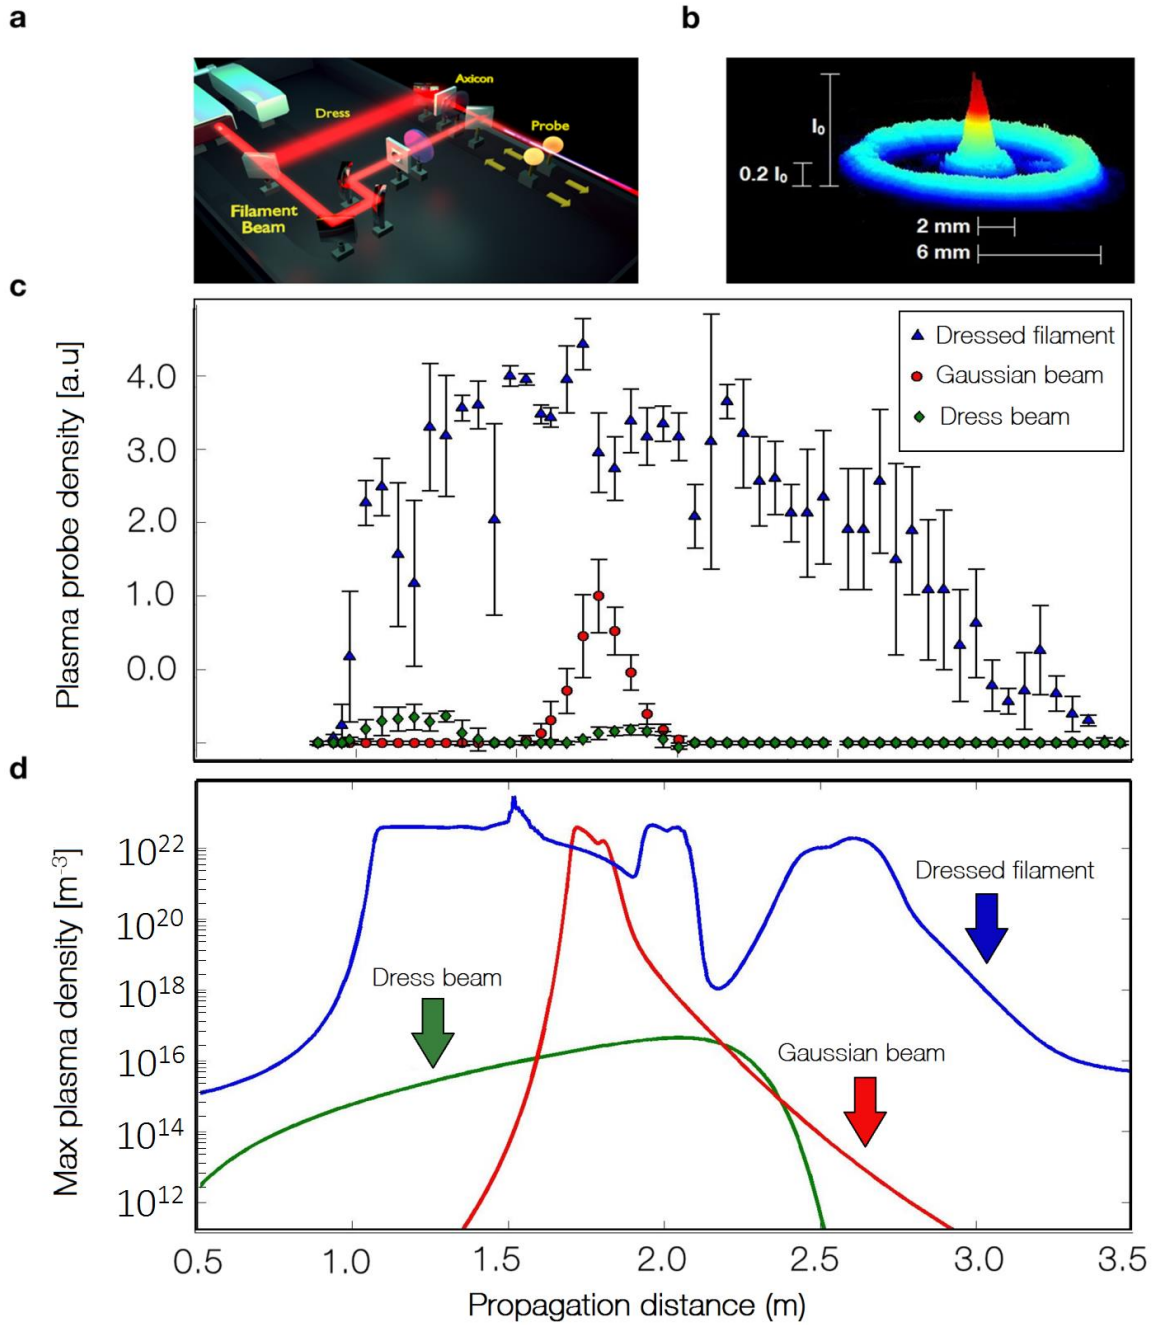 a
b
Dress
Axicon
Probe
Filament
Beam
I₀
0.2 I₀
2 mm
6 mm
c
Plasma probe density [a.u]
4.0
3.0
2.0
1.0
0.0
Dressed filament
Gaussian beam
Dress beam
d
Max plasma density [m⁻³]
10²²
10²⁰
10¹⁸
10¹⁶
10¹⁴
10¹²
Dressed filament
Dress beam
Gaussian beam
0.5 1.0 1.5 2.0 2.5 3.0 3.5
Propagation distance (m)